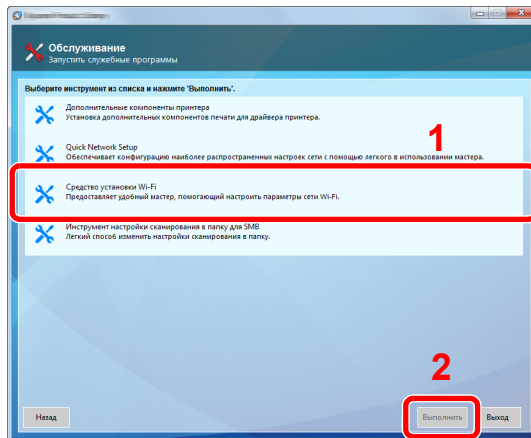 Обслуживание
Запустить служебные программы
Выберите инструмент из списка и нажмите 'Выполнить'.
Дополнительные компоненты принтера
Установка дополнительных компонентов печати для драйвера принтера.
1
Quick Network Setup
Обеспечивает конфигурацию наиболее распространенных настроек сети с помощью легкого в использовании мастера.
Средство установки Wi-Fi
Предоставляет удобный мастер, помогающий настроить параметры сети Wi-Fi.
Инструмент настройки сканирования в папку для SMB
Легкий способ изменить настройки сканирования в папку.
2
Назад
Выполнить
Выход